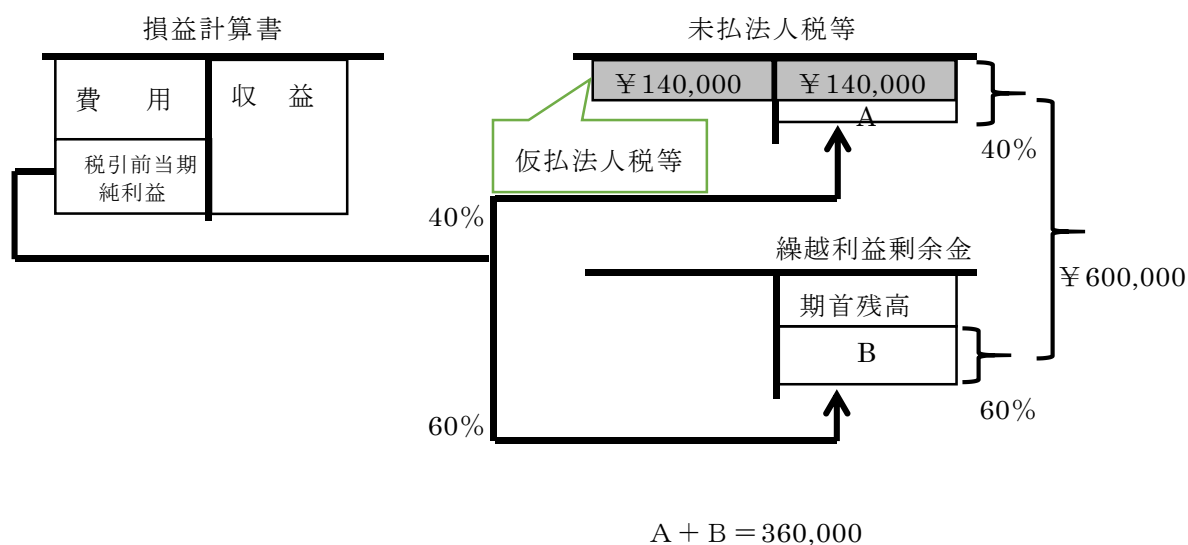 損益計算書
費　用
収　益
税引前当期
純利益
未払法人税等
￥140,000
￥140,000
A
仮払法人税等
40%
40%
繰越利益剰余金
期首残高
B
￥600,000
60%
60%
A＋B＝360,000